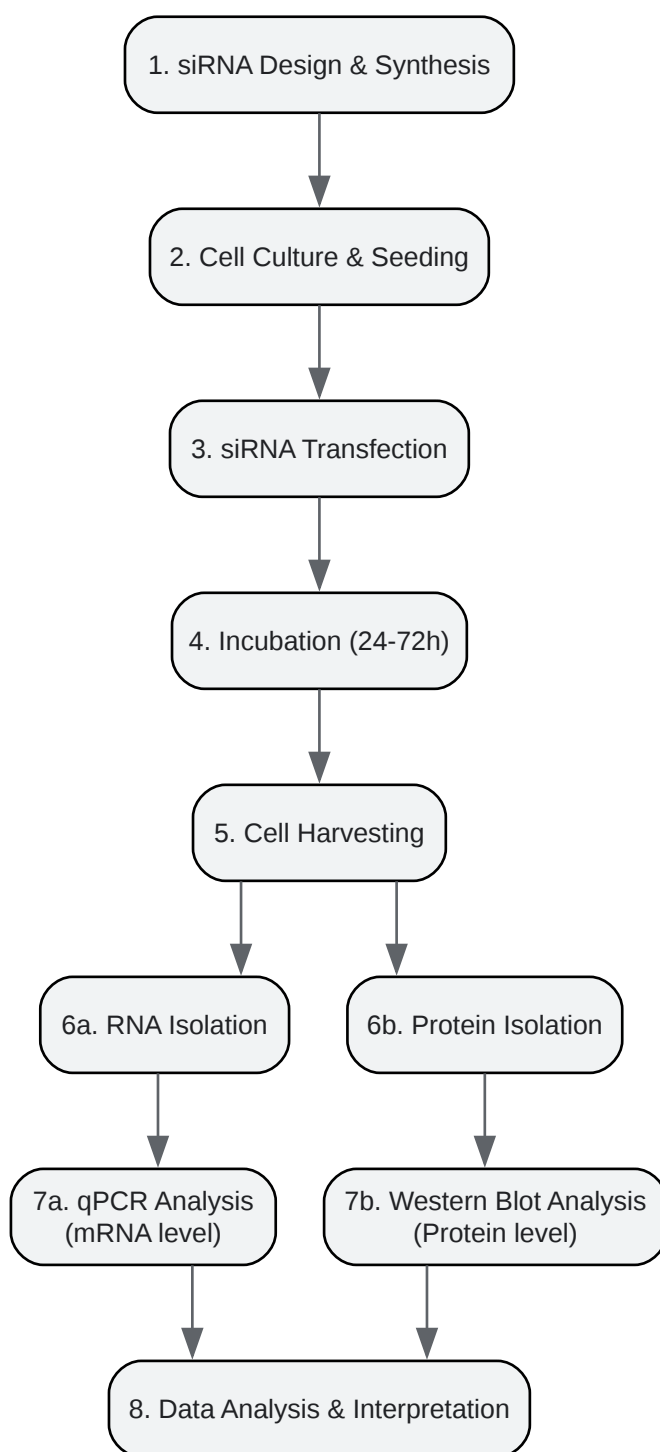 1. siRNA Design & Synthesis
2. Cell Culture & Seeding
3. siRNA Transfection
4. Incubation (24-72h)
5. Cell Harvesting
6a. RNA Isolation
6b. Protein Isolation
7a. qPCR Analysis
(mRNA level)
7b. Western Blot Analysis
(Protein level)
8. Data Analysis & Interpretation